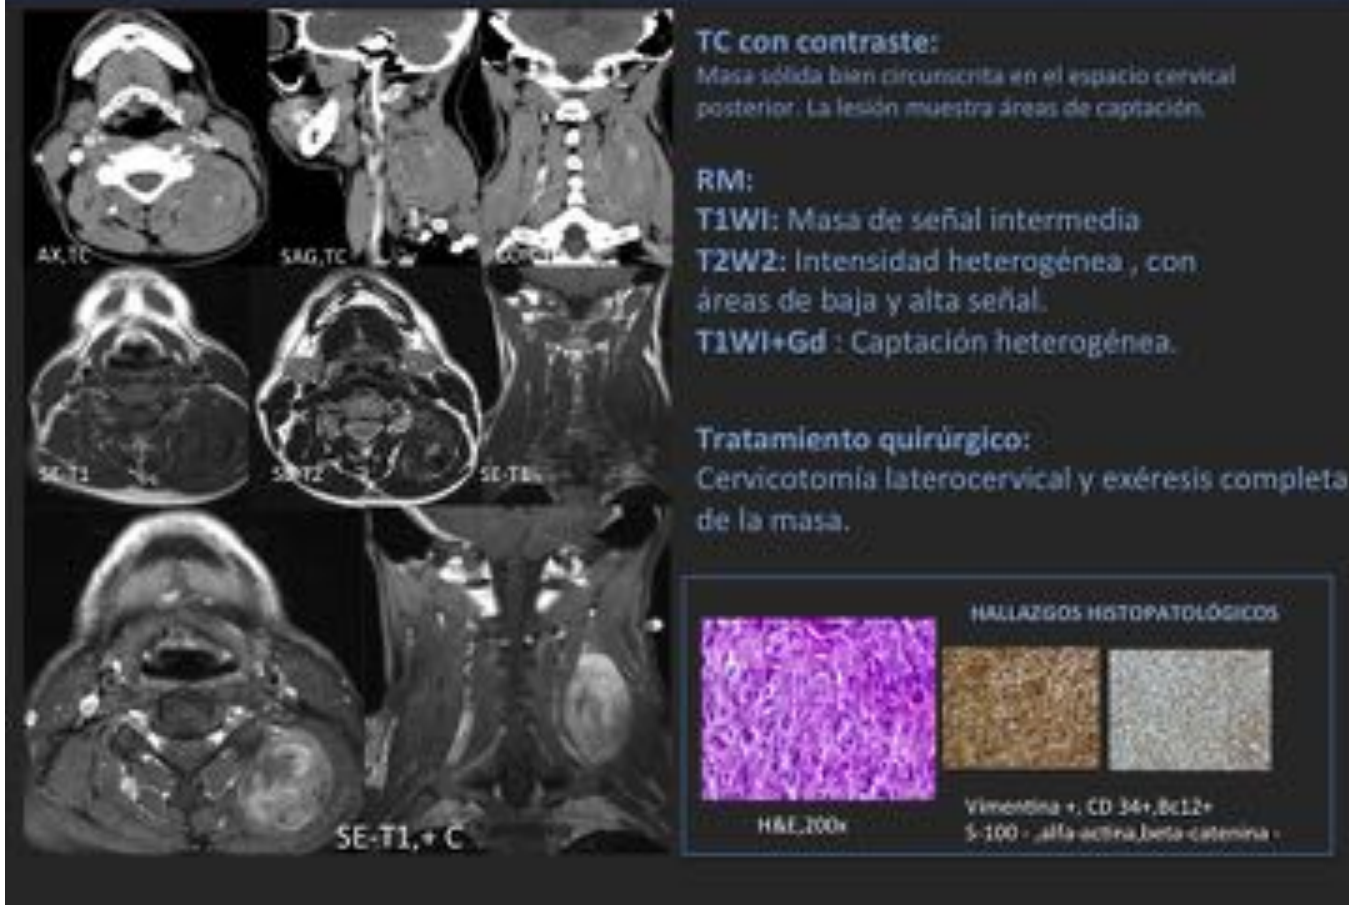 TC con contraste:
Masa sólida bien circunscrita en el espacio cervical
posterior. La lesión muestra áreas de captación.
RM:
T1WI: Masa de señal intermedia
T2W2: Intensidad heterogénea , con
áreas de baja y alta señal.
T1WI+Gd : Captación heterogénea.
Tratamiento quirúrgico:
Cervicotomía laterocervical y exéresis completa
de la masa.
AX,TC
SAG,TC
SE-T1
SE-T2
SE-T1
SE-T1,+ C
HALLAZGOS HISTOPATOLÓGICOS
H&E,200x
Vimentina +, CD 34+,Bc12+
S-100 - ,alfa-actina,beta-catenina -